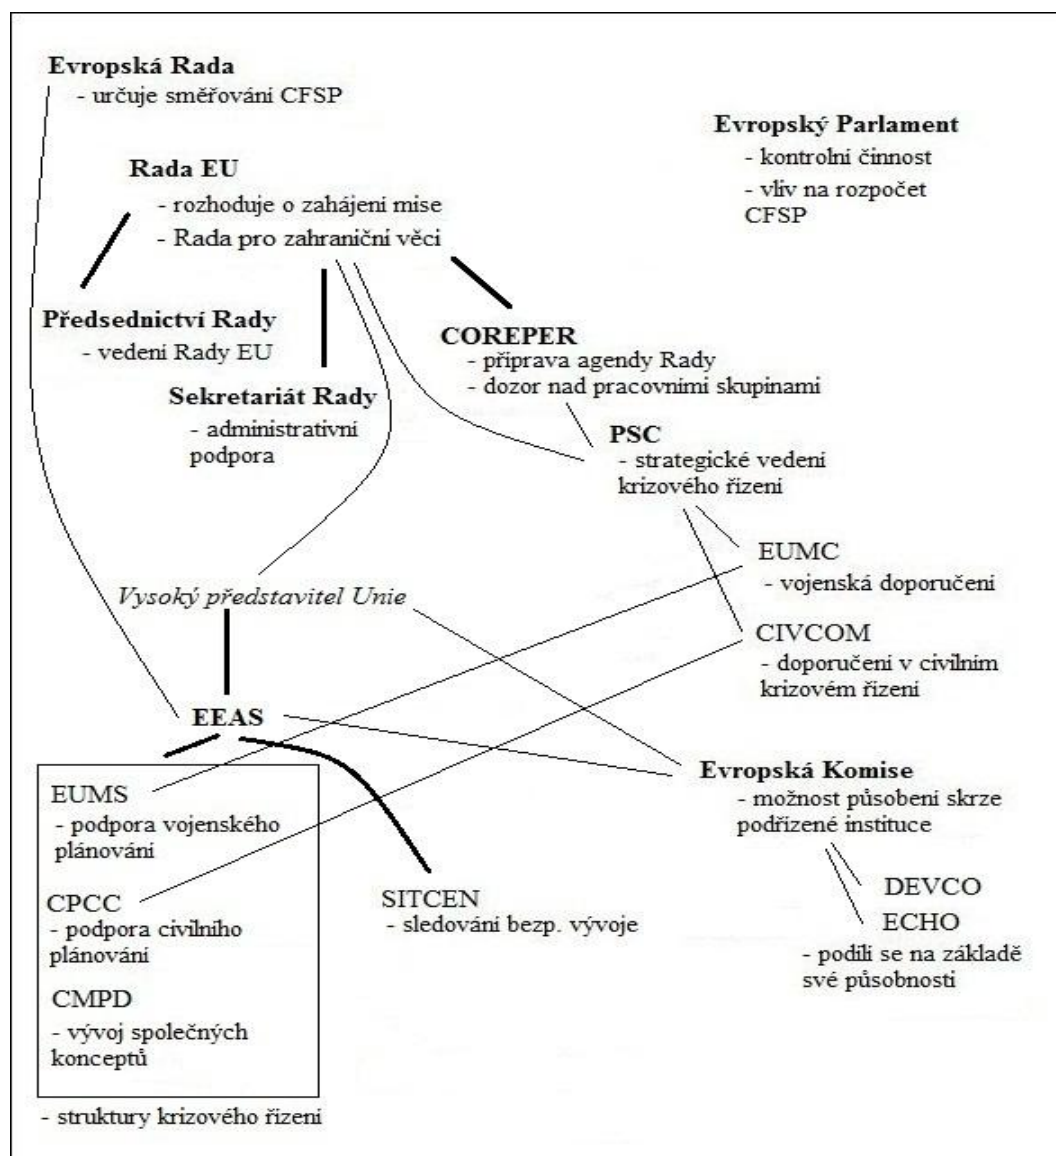 Evropská Rada
- určuje směřování CFSP
Evropský Parlament
- kontrolní činnost
- vliv na rozpočet
CFSP
Rada EU
- rozhoduje o zahájení mise
- Rada pro zahraniční věci
Předsednictví Rady
- vedení Rady EU
COREPER
- příprava agendy Rady
- dozor nad pracovními skupinami
Sekretariát Rady
- administrativní
podpora
PSC
- strategické vedení
krizového řízení
EUMC
- vojenská doporučení
Vysoký představitel Unie
CIVCOM
- doporučení v civilním
krizovém řízení
EEAS
Evropská Komise
- možnost působení skrze
podřízené instituce
EUMS
- podpora vojenského
plánování
CPCC
- podpora civilního
plánování
CMPD
- vývoj společných
konceptů
- struktury krizového řízení
SITCEN
- sledování bezp. vývoje
DEVCO
ECHO
- podílí se na základě
své působnosti